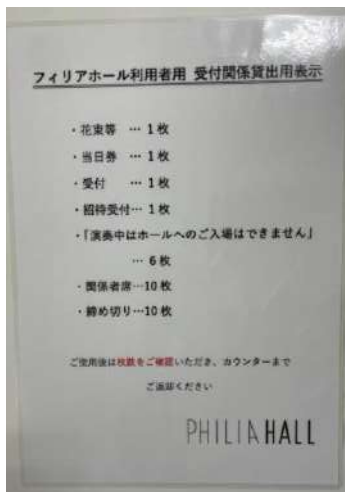 フィリアホール利用者用 受付関係貸出用表示
・花束等 … 1枚
・当日券 … 1枚
・受付 … 1枚
・招待受付… 1枚
・「演奏中はホールへのご入場はできません」
… 6枚
・関係者席…10枚
・締め切り…10枚
ご使用後は枚数をご確認いただき、カウンターまで
ご返却ください
PHILIAHALL